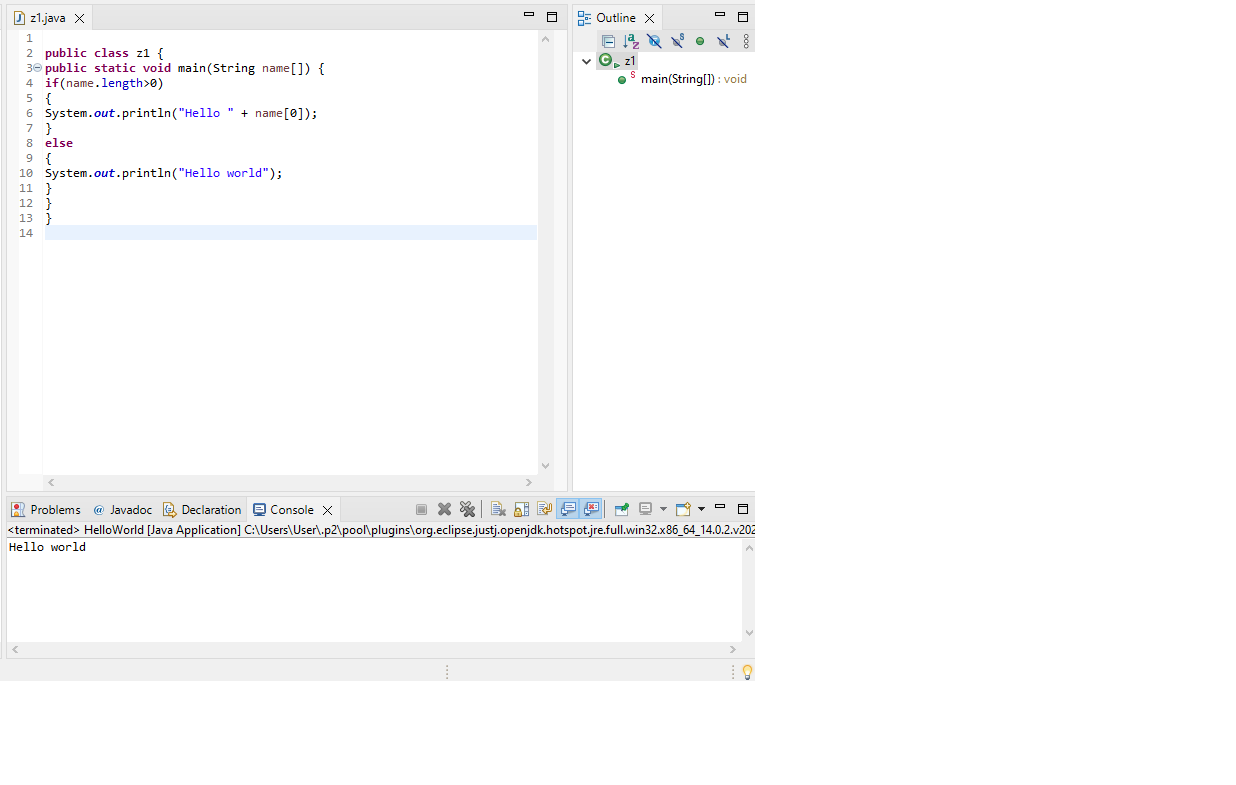 z1.java
Outline
1
2 public class z1 {
3 public static void main(String name[]) {
4 if(name.length>0)
5 {
6 System.out.println("Hello " + name[0]);
7 }
8 else
9 {
10 System.out.println("Hello world");
11 }
12 }
13 }
14
z1
main(String[]) : void
Problems @ Javadoc Declaration Console
<terminated> HelloWorld [Java Application] C:\Users\User\.p2\pool\plugins\org.eclipse.justj.openjdk.hotspot.jre.full.win32.x86_64_14.0.2.v202
Hello world